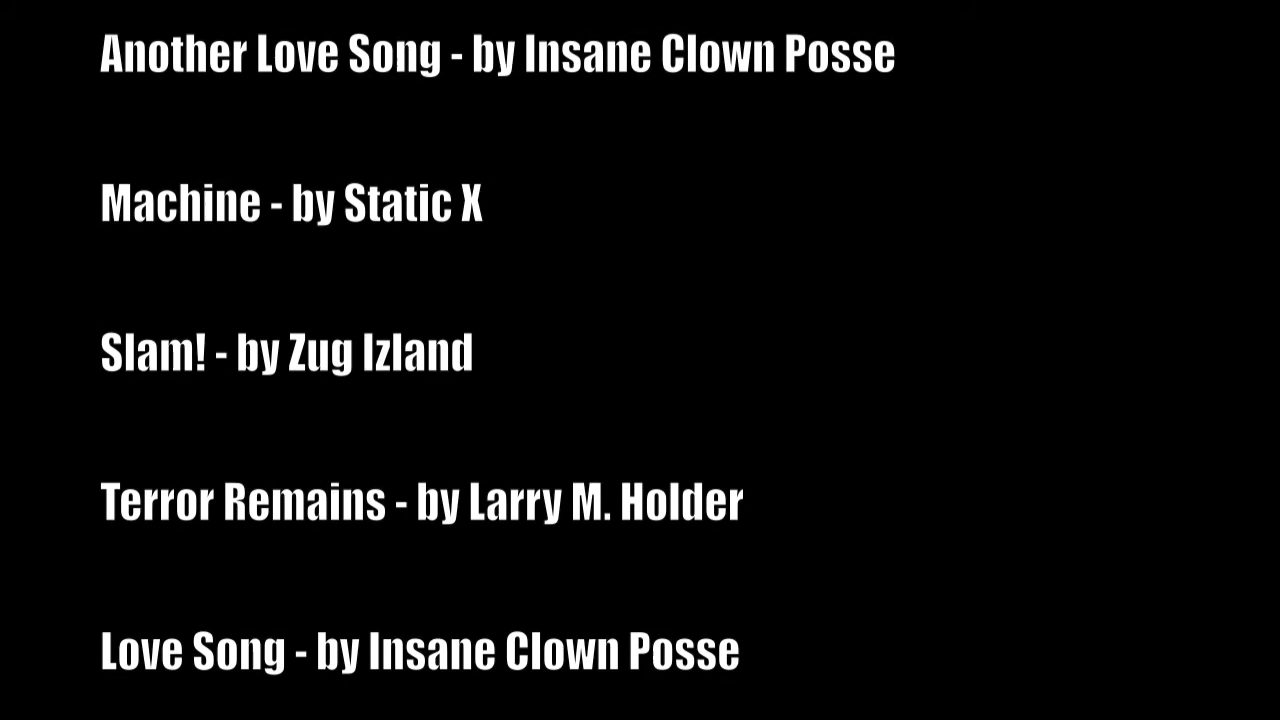 Another Love Song - by Insane Clown Posse
Machine - by Static X
Slam! - by Zug Izland
Terror Remains - by Larry M. Holder
Love Song - by Insane Clown Posse